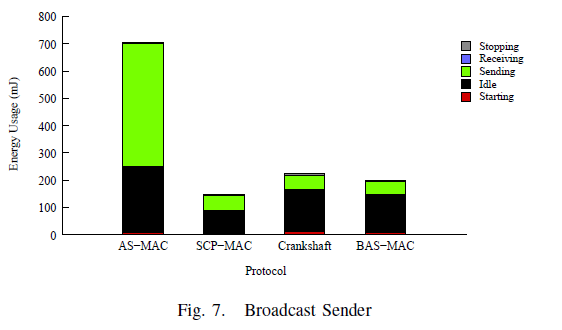 800
700
600
500
400
300
200
100
0
Energy Usage (mJ)
AS−MAC SCP−MAC Crankshaft BAS−MAC
Protocol
Stopping
Receiving
Sending
Idle
Starting
Fig. 7. Broadcast Sender